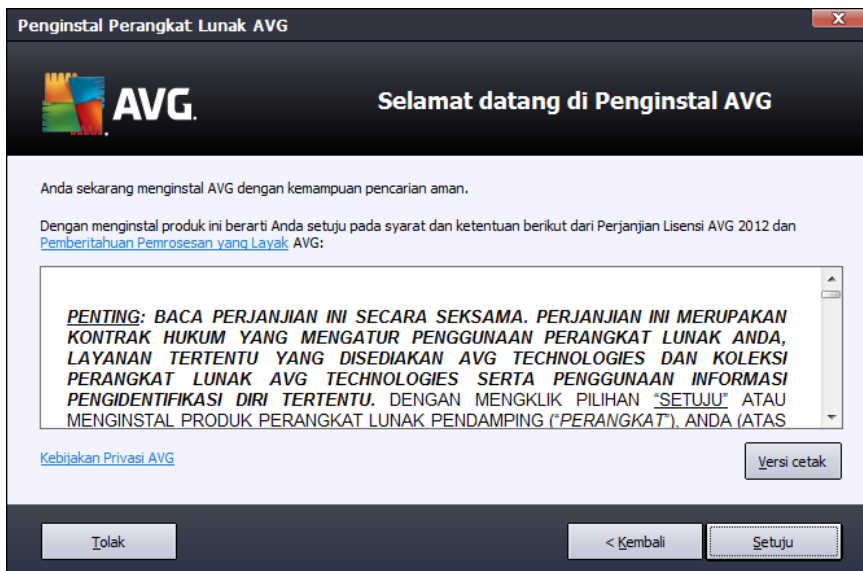 Penginstal Perangkat Lunak AVG
AVG.
Selamat datang di Penginstal AVG
Anda sekarang menginstal AVG dengan kemampuan pencarian aman.
Dengan menginstal produk ini berarti Anda setuju pada syarat dan ketentuan berikut dari Perjanjian Lisensi AVG 2012 dan
Pemberitahuan Pemrosesan yang Layak AVG:
PENTING: BACA PERJANJIAN INI SECARA SEKSAMA. PERJANJIAN INI MERUPAKAN
KONTRAK HUKUM YANG MENGATUR PENGGUNAAN PERANGKAT LUNAK ANDA,
LAYANAN TERTENTU YANG DISEDIAKAN AVG TECHNOLOGIES DAN KOLEKSI
PERANGKAT LUNAK AVG TECHNOLOGIES SERTA PENGGUNAAN INFORMASI
PENGIDENTIFIKASI DIRI TERTENTU. DENGAN MENGKLIK PILIHAN “SETUJU” ATAU
MENGINSTAL PRODUK PERANGKAT LUNAK PENDAMPING (“PERANGKAT”), ANDA (ATAS
Kebijakan Privasi AVG
Versi cetak
Tolak
< Kembali
Setuju